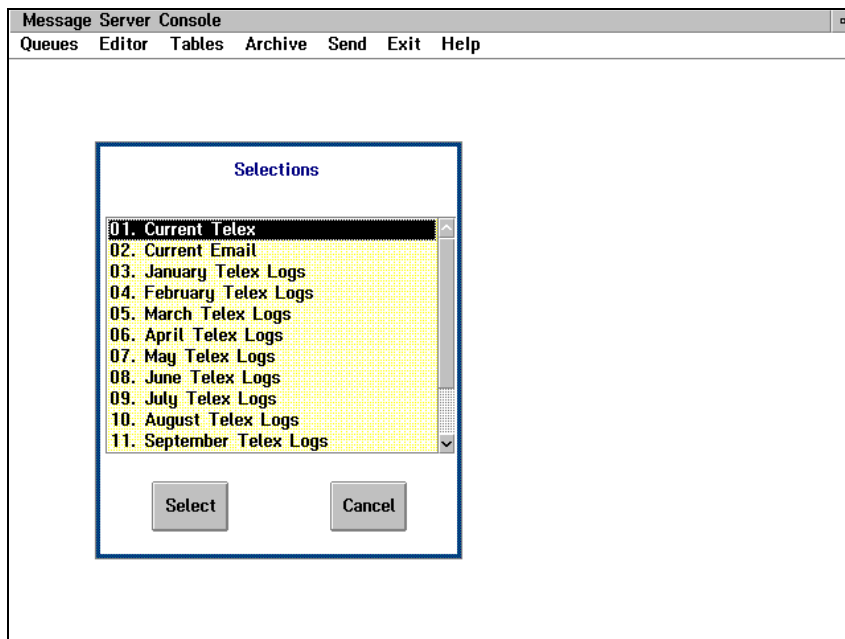 Message Server Console
Queues Editor Tables Archive Send Exit Help
Selections
01. Current Telex
02. Current Email
03. January Telex Logs
04. February Telex Logs
05. March Telex Logs
06. April Telex Logs
07. May Telex Logs
08. June Telex Logs
09. July Telex Logs
10. August Telex Logs
11. September Telex Logs
Select Cancel